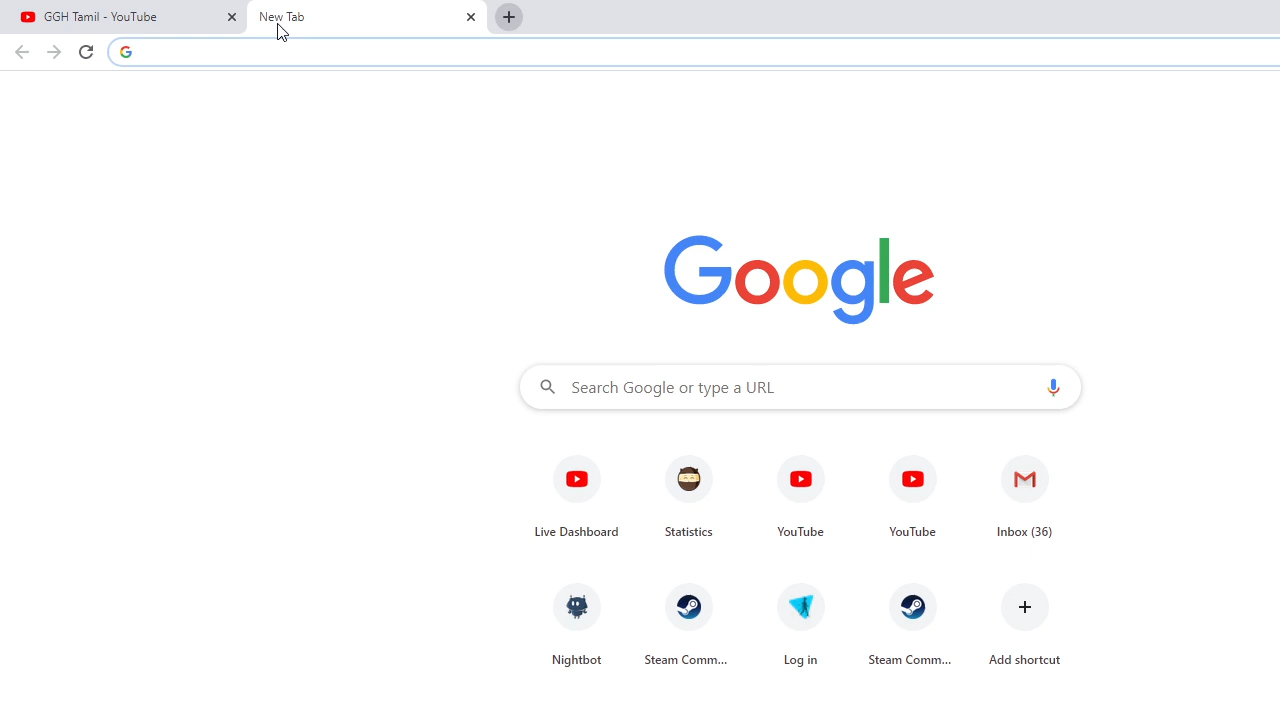 GGH Tamil - YouTube
New Tab
Google
Search Google or type a URL
Live Dashboard
Statistics
YouTube
YouTube
Inbox (36)
Nightbot
Steam Comm...
Log in
Steam Comm...
Add shortcut